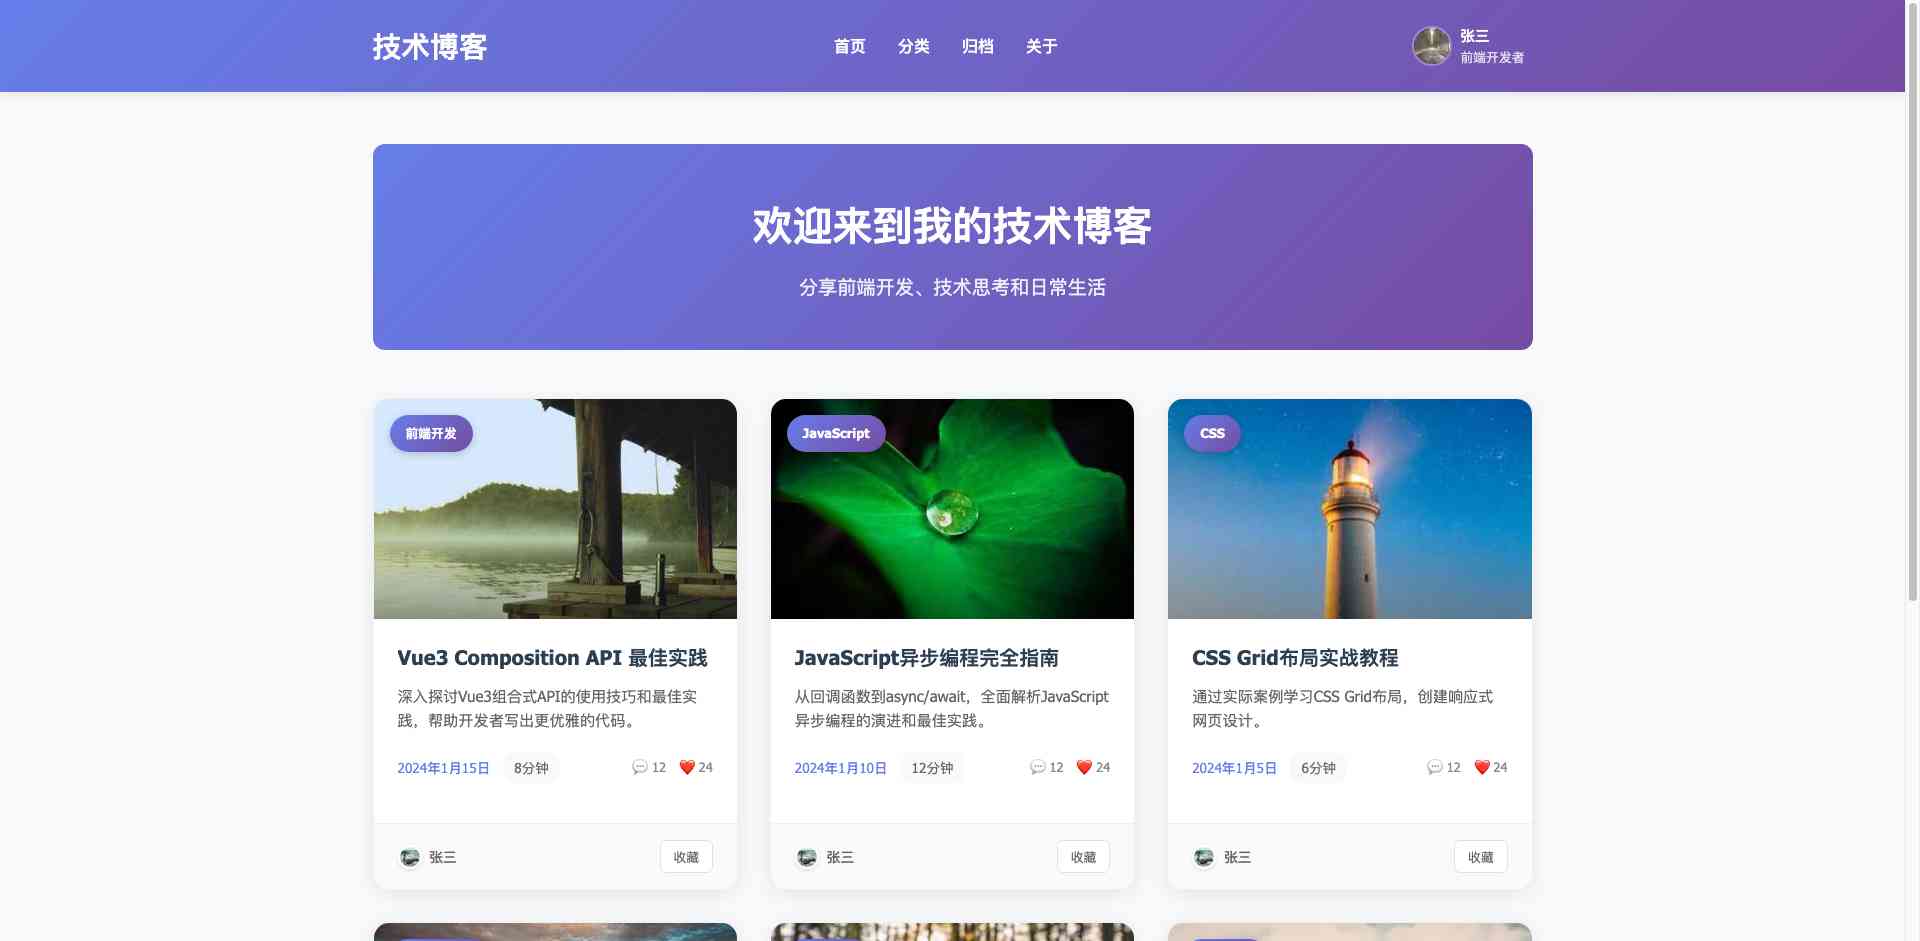 技术博客
首页 分类 归档 关于
张三
前端开发者
欢迎来到我的技术博客
分享前端开发、技术思考和日常生活
前端开发
Vue3 Composition API 最佳实践
深入探讨Vue3组合式API的使用技巧和最佳实
践，帮助开发者写出更优雅的代码。
2024年1月15日 8分钟 12 24
张三 收藏
JavaScript
JavaScript异步编程完全指南
从回调函数到async/await，全面解析JavaScript
异步编程的演进和最佳实践。
2024年1月10日 12分钟 12 24
张三 收藏
CSS
CSS Grid布局实战教程
通过实际案例学习CSS Grid布局，创建响应式
网页设计。
2024年1月5日 6分钟 12 24
张三 收藏